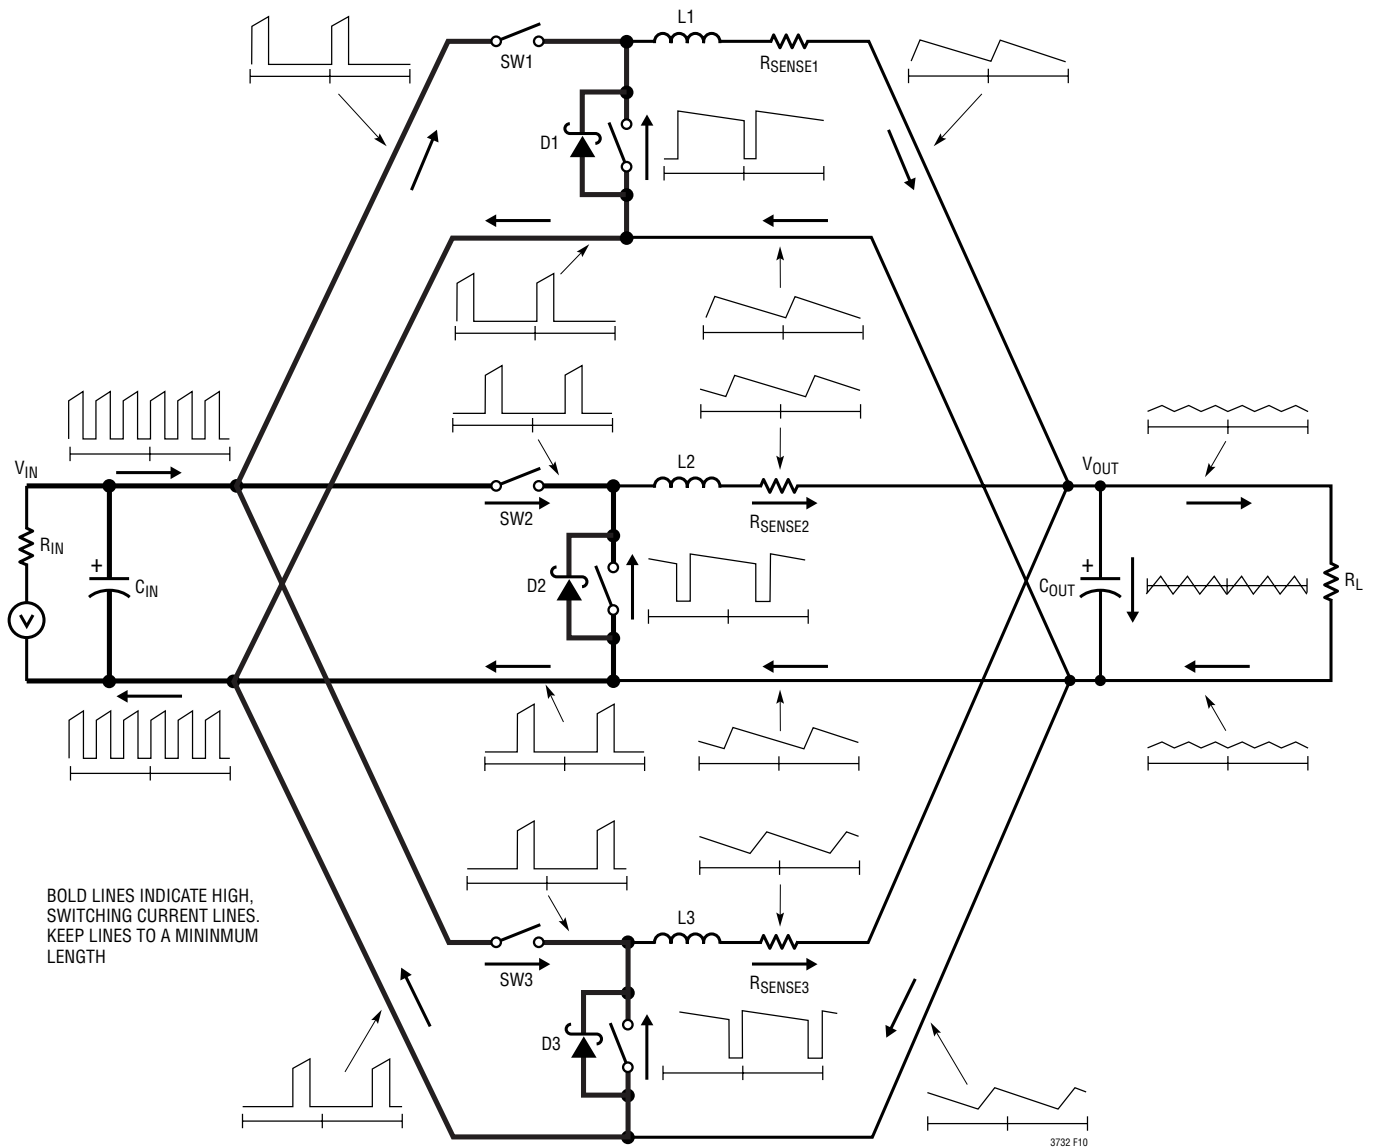 L1
SW1
RSENSE1
D1
VIN
L2
VOUT
SW2
RSENSE2
RIN
+
CIN
D2
+
COUT
RL
V
BOLD LINES INDICATE HIGH,
SWITCHING CURRENT LINES.
KEEP LINES TO A MININMUM
LENGTH
L3
SW3
RSENSE3
D3
3732 F10